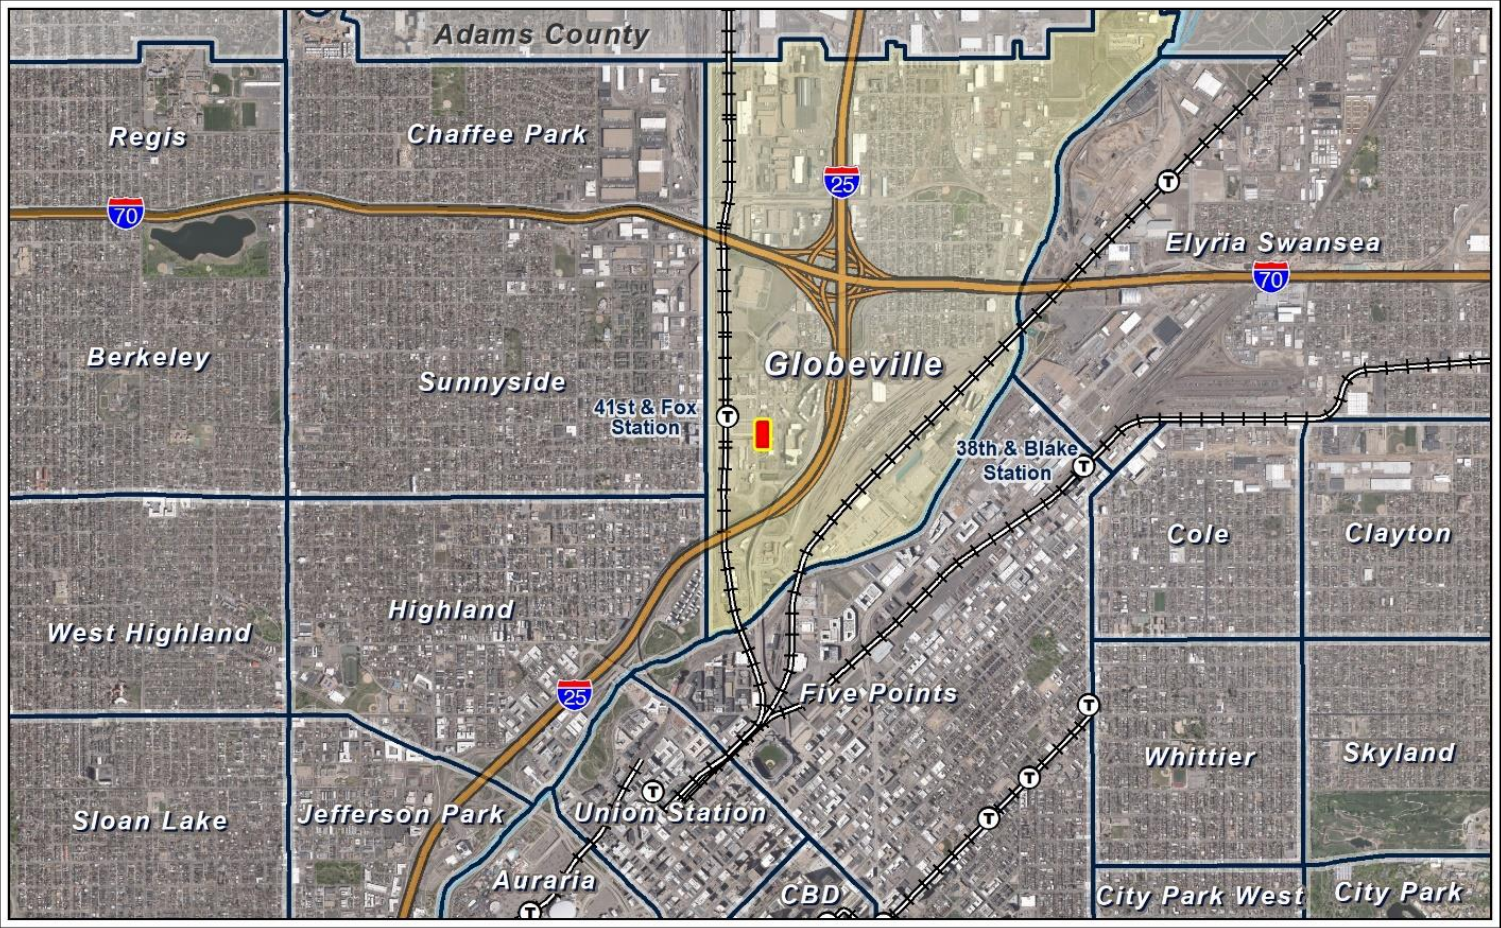 Adams County
Regis
Chaffee Park
25
70
Elyria Swansea
70
Berkeley
Globeville
Sunnyside
41st & Fox
Station
T
T
38th & Blake
Station
T
Cole
Clayton
Highland
West Highland
25
Five Points
T
Whittier
Skyland
T
T
Union Station
Jefferson Park
Sloan Lake
T
Auraria
CBD
City Park West
City Park
T